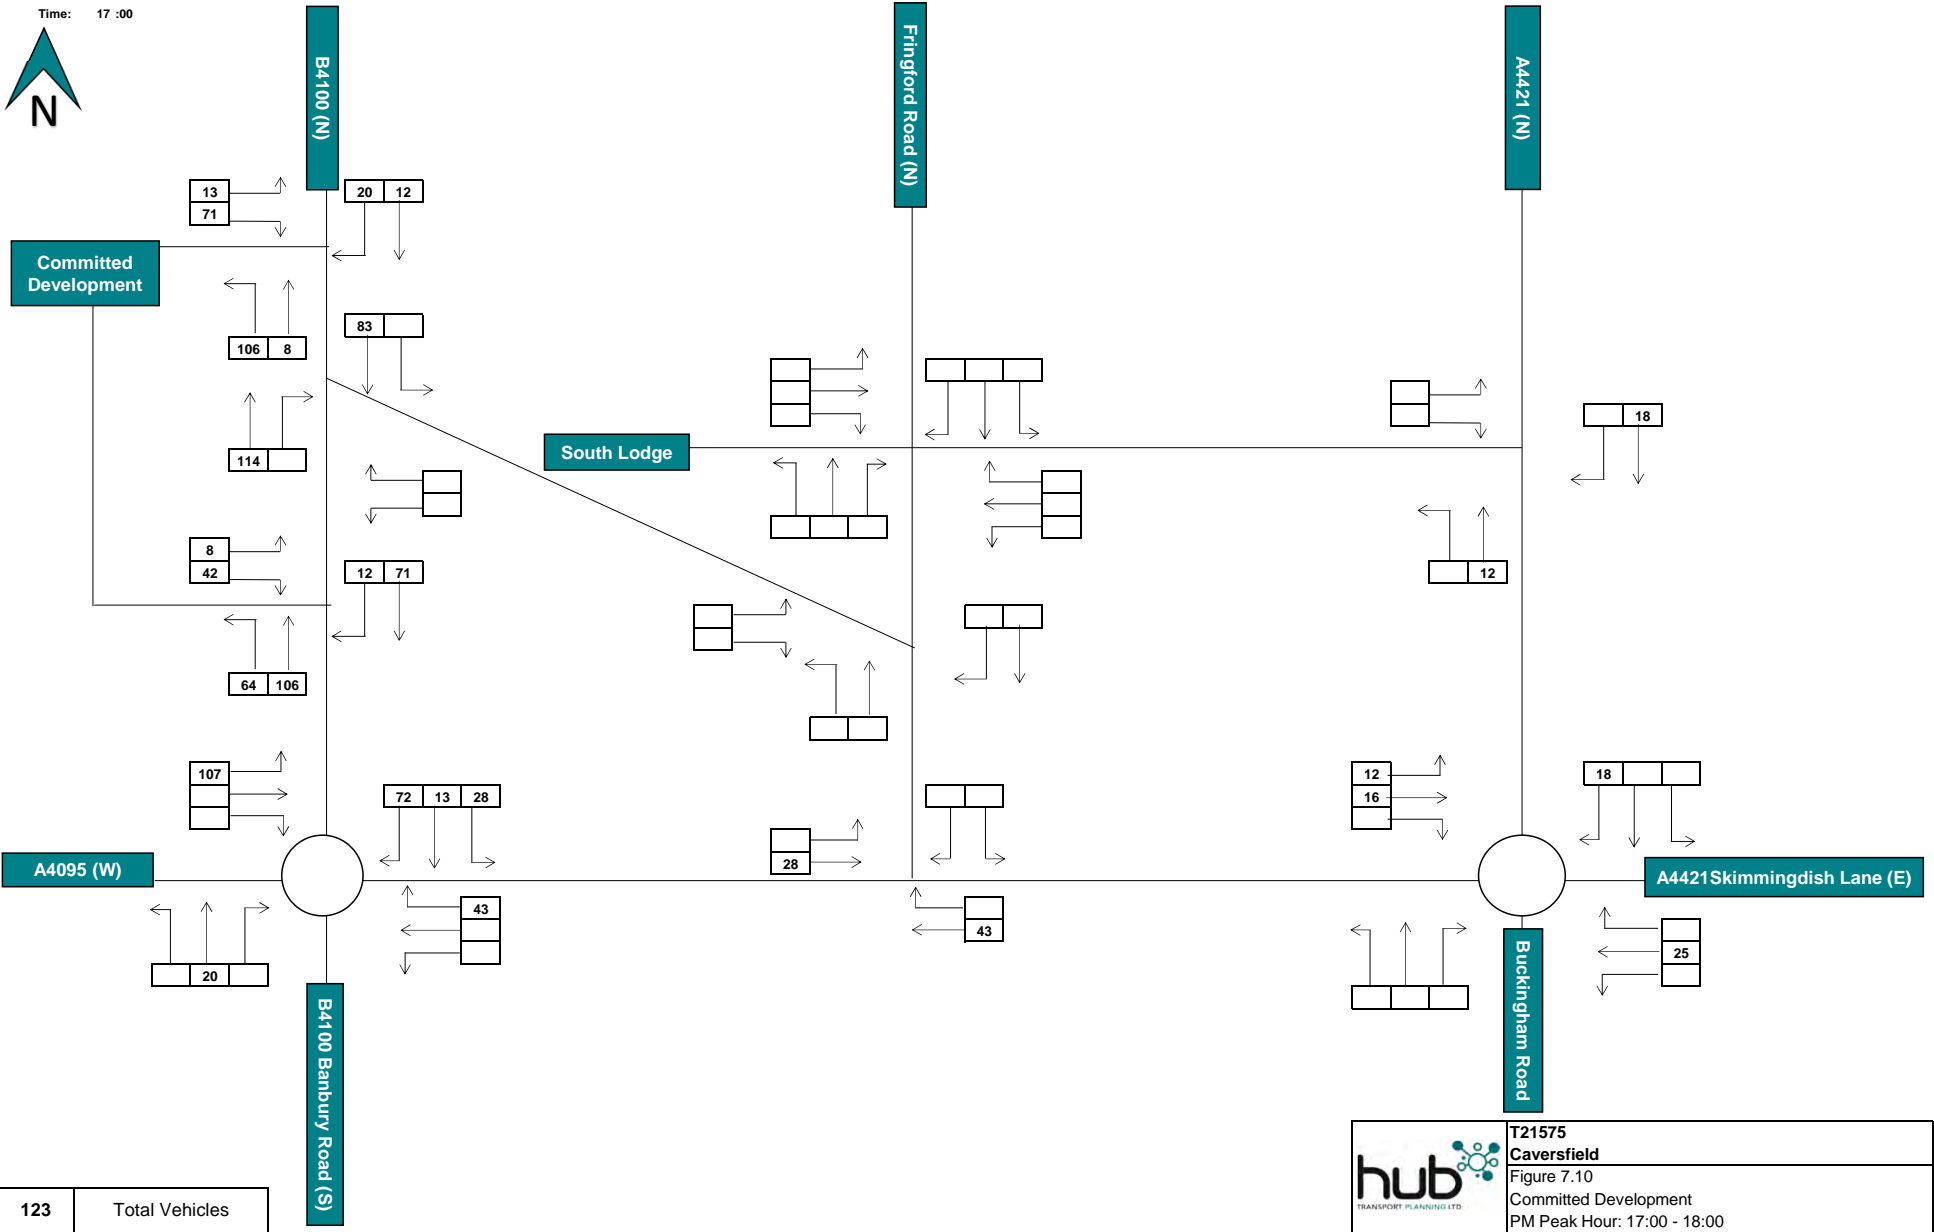 Time: 17 :00
N
B4100 (N)
Fringford Road (N)
A4421 (N)
13
71
20 12
Committed
Development
106 8
83
114
18
South Lodge
8
42
12 71
12
64 106
107
72 13 28
28
12
16
18
A4095 (W)
A4421Skimmingdish Lane (E)
43
43
20
25
B4100 Banbury Road (S)
Buckingham Road
123 Total Vehicles
hub
TRANSPORT PLANNING LTD
T21575
Caversfield
Figure 7.10
Committed Development
PM Peak Hour: 17:00 - 18:00